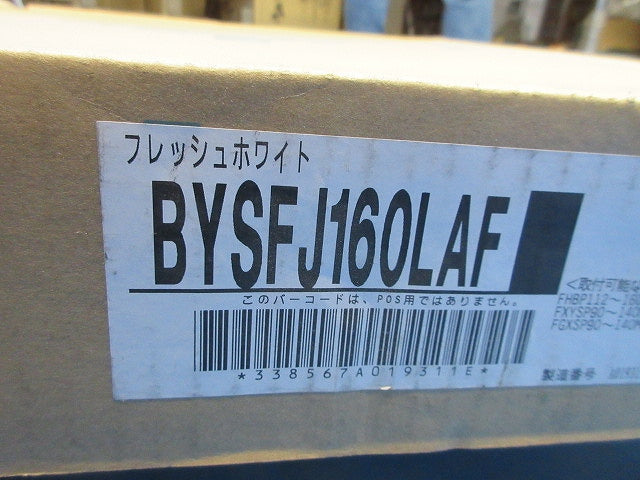 フレッシュホワイト
BYSFJ160LAF
このバーコードは、POS用ではありません。
*338567A019311E*
<取付可能な
FHBP112～
FXYSP80～140
FGXSP80～140
製造番号